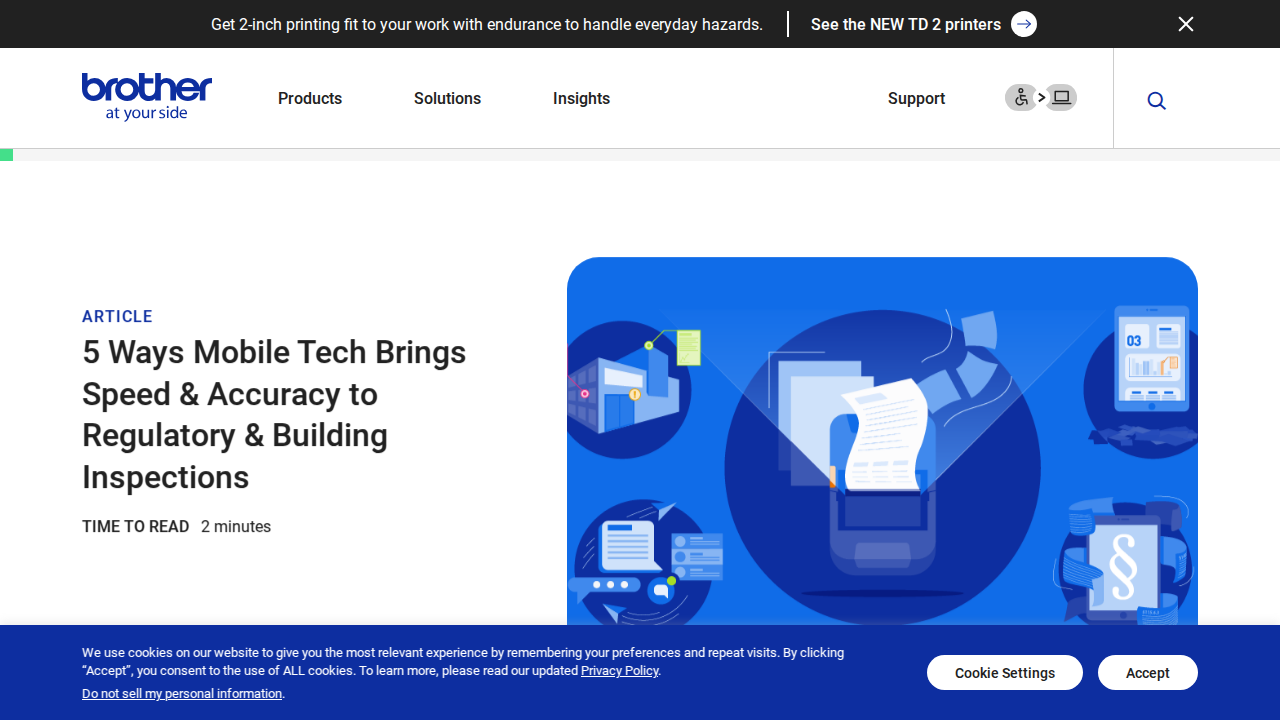 Get 2-inch printing fit to your work with endurance to handle everyday hazards.
See the NEW TD 2 printers
brother
at your side
Products
Solutions
Insights
Support
ARTICLE
5 Ways Mobile Tech Brings
Speed & Accuracy to
Regulatory & Building
Inspections
TIME TO READ 2 minutes
03
§
We use cookies on our website to give you the most relevant experience by remembering your preferences and repeat visits. By clicking
“Accept”, you consent to the use of ALL cookies. To learn more, please read our updated Privacy Policy.
Do not sell my personal information.
Cookie Settings
Accept